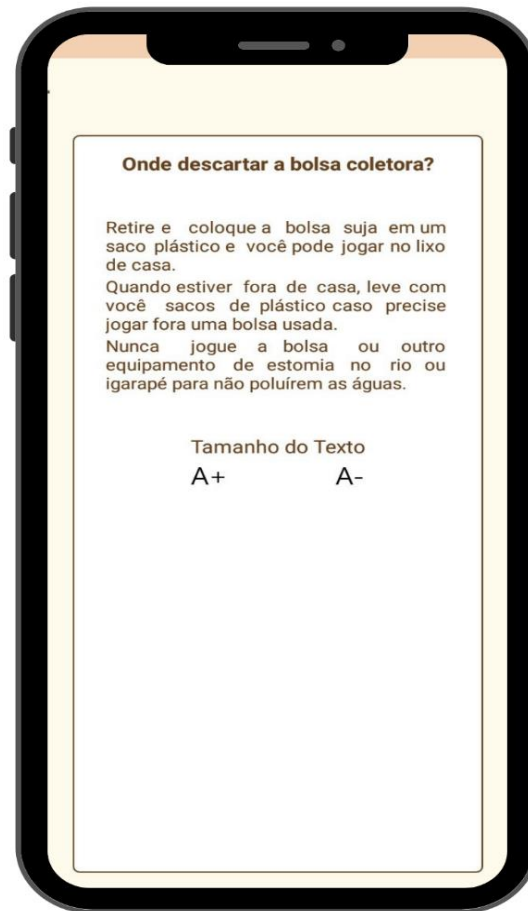 Onde descartar a bolsa coletora?
Retire e coloque a bolsa suja em um
saco plástico e você pode jogar no lixo
de casa.
Quando estiver fora de casa, leve com
você sacos de plástico caso precise
jogar fora uma bolsa usada.
Nunca jogue a bolsa ou outro
equipamento de estomia no rio ou
igarapé para não poluírem as águas.
Tamanho do Texto
A+ A-